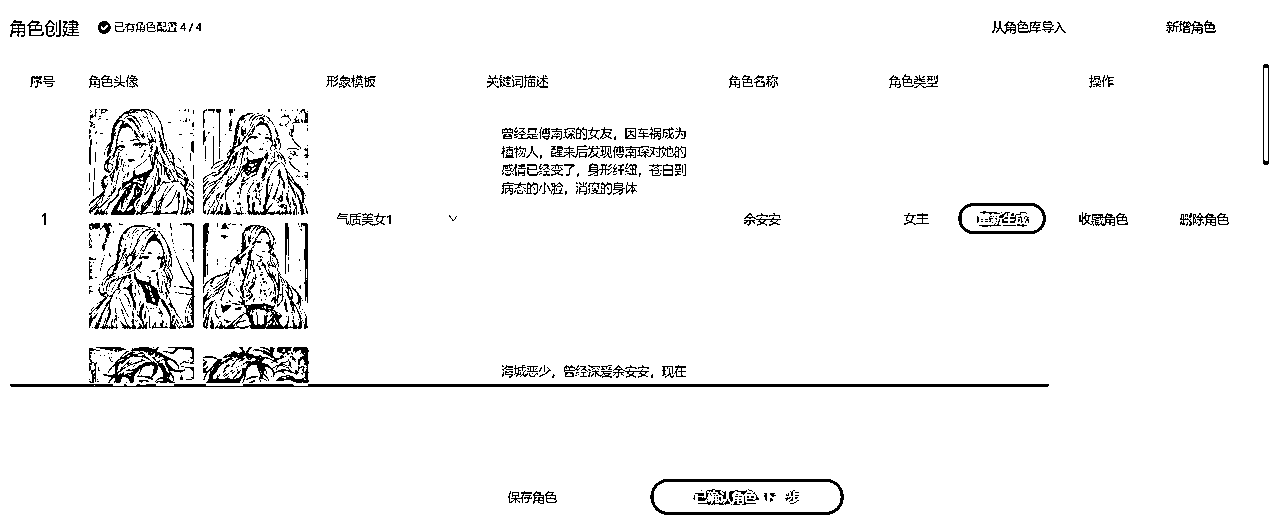 角色创建 已有角色配置 4 / 4 从角色库导入 新增角色
序号 角色头像 形象模板 关键词描述 角色名称 角色类型 操作
曾经是傅南琛的女友，因车祸成为
植物人，醒来后发现傅南琛对她的
感情已经变了，身形纤细，苍白到
病态的小脸，消瘦的身体
1 气质美女1 余安安 女主 重新生成 收藏角色 删除角色
海城恶少，曾经深爱余安安，现在
保存角色 已确认角色 下一步